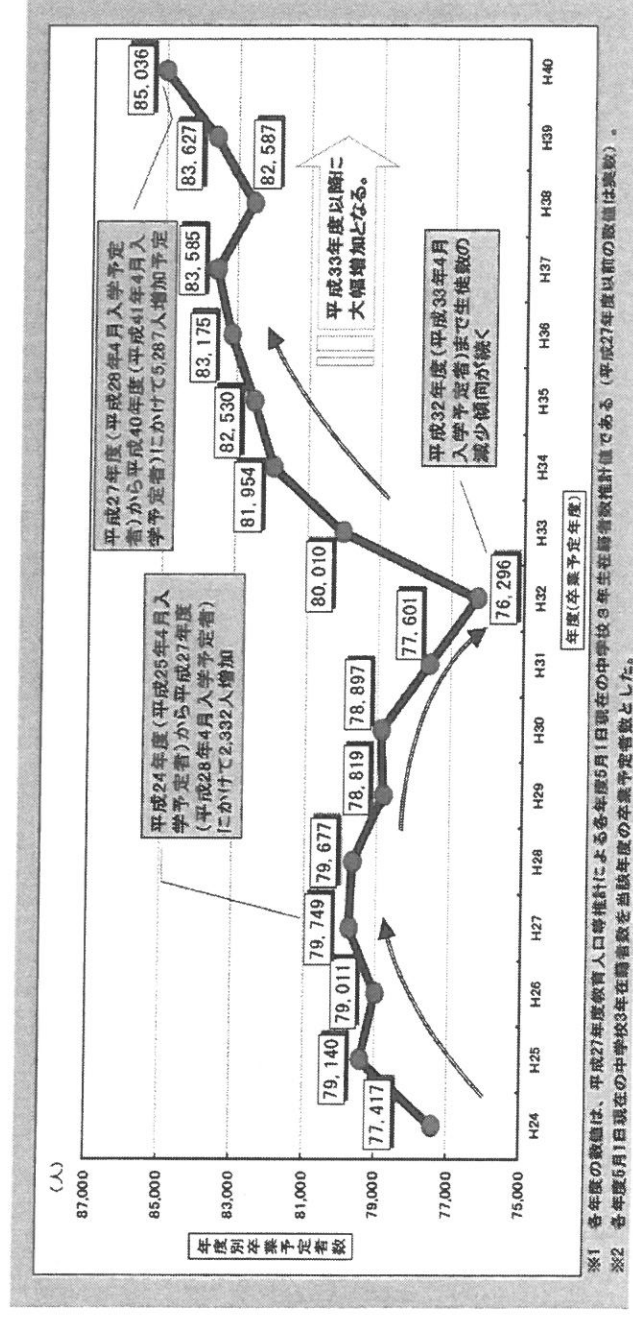 (人)
87,000
85,000
83,000
81,000
79,000
77,000
75,000
年度別卒業予定者数
平成24年度(平成25年4月入
学予定者)から平成27年度
(平成28年4月入学予定者)
にかけて2,332人増加
平成27年度(平成28年4月入学予定
者)から平成40年度(平成41年4月入
学予定者)にかけて5,287人増加予定
平成33年度以降に
大幅増加となる。
平成32年度(平成33年4月
入学予定者)まで生徒数の
減少傾向が続く
77,417
79,140
79,011
79,749
79,677
78,819
78,897
77,601
76,296
80,010
81,954
82,530
83,175
83,585
82,587
83,627
85,036
H24
H25
H26
H27
H28
H29
H30
H31
H32
H33
H34
H35
H36
H37
H38
H39
H40
年度(卒業予定年度)
※1 各年度の数値は、平成27年度教育人口等推計による各年度5月1日現在の中学校3年生在籍者数推計値である(平成27年度以前の数値は実数)。
※2 各年度5月1日現在の中学校3年在籍者数を当該年度の卒業予定者数とした。